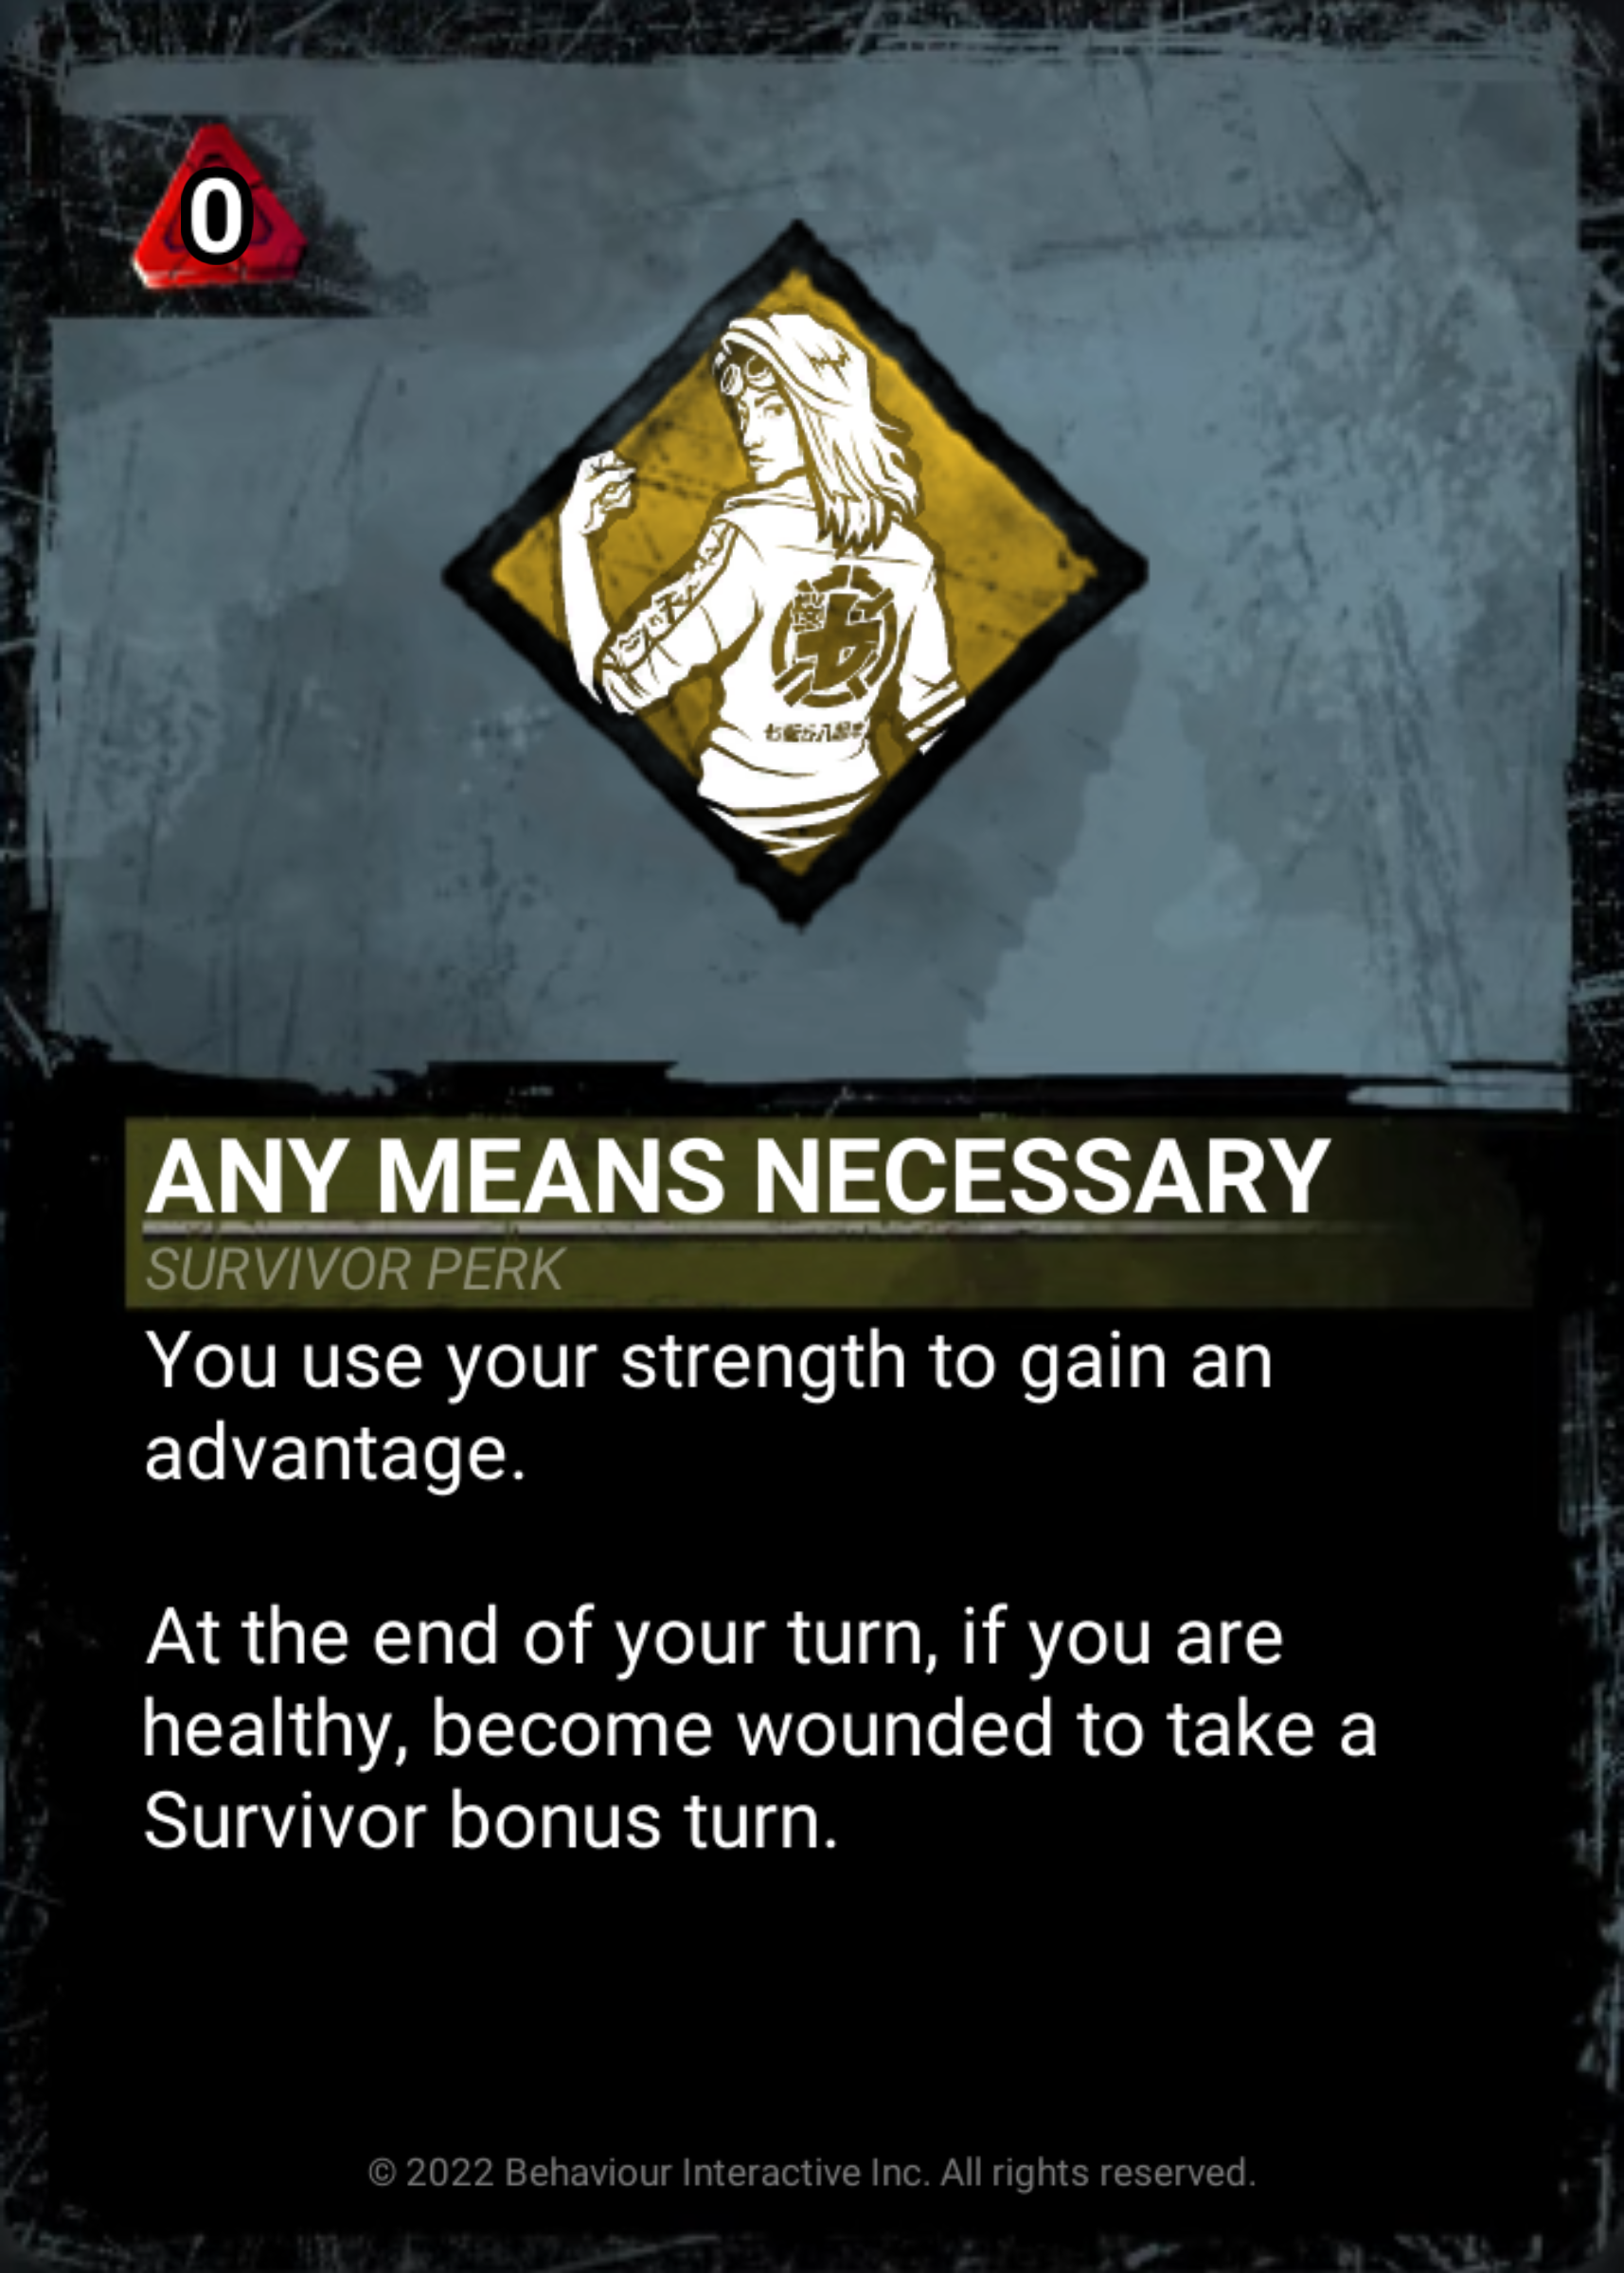 0
ANY MEANS NECESSARY
SURVIVOR PERK
You use your strength to gain an
advantage.
At the end of your turn, if you are
healthy, become wounded to take a
Survivor bonus turn.
© 2022 Behaviour Interactive Inc. All rights reserved.